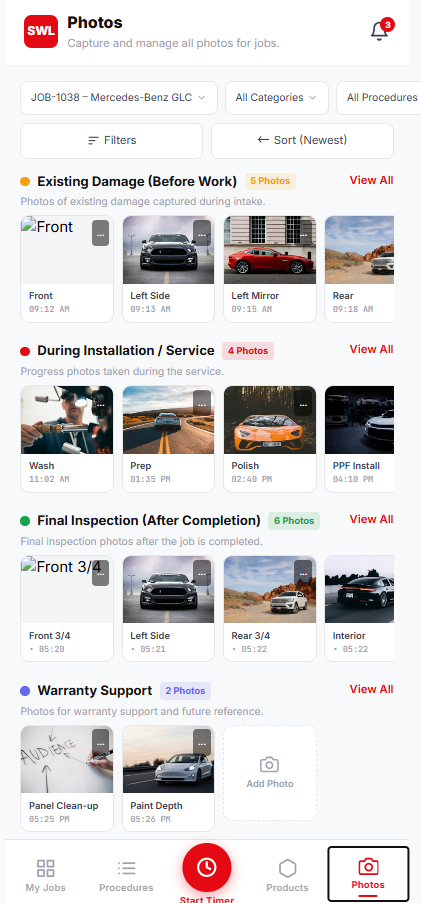 SWL
Photos
3
Capture and manage all photos for jobs.
JOB-1038 – Mercedes-Benz GLC
All Categories
All Procedures
Filters
Sort (Newest)
Existing Damage (Before Work)
5 Photos
View All
Photos of existing damage captured during intake.
Front
Front
09:12 AM
Left Side
09:13 AM
Left Mirror
09:15 AM
Rear
09:18 AM
During Installation / Service
4 Photos
View All
Progress photos taken during the service.
Wash
11:02 AM
Prep
01:35 PM
Polish
02:40 PM
PPF Install
04:10 PM
Final Inspection (After Completion)
6 Photos
View All
Final inspection photos after the job is completed.
Front 3/4
Front 3/4
• 05:20
Left Side
• 05:21
Rear 3/4
• 05:22
Interior
• 05:22
Warranty Support
2 Photos
View All
Photos for warranty support and future reference.
AUDIENCE
Panel Clean-up
05:25 PM
Paint Depth
05:26 PM
Add Photo
My Jobs
Procedures
Start Timer
Products
Photos